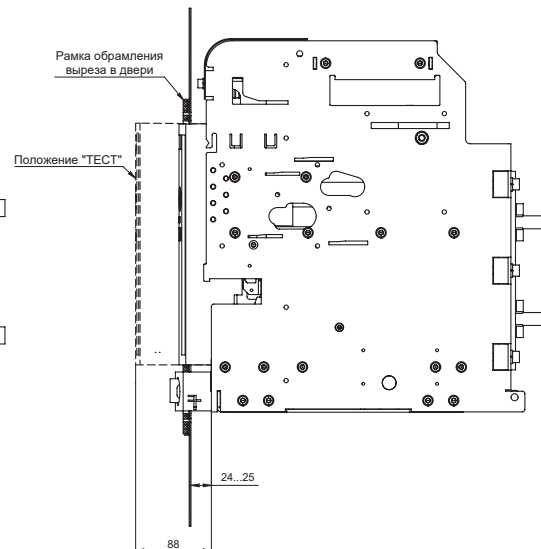 Рамка обрамления
выреза в двери
Положение "ТЕСТ"
24...25
88